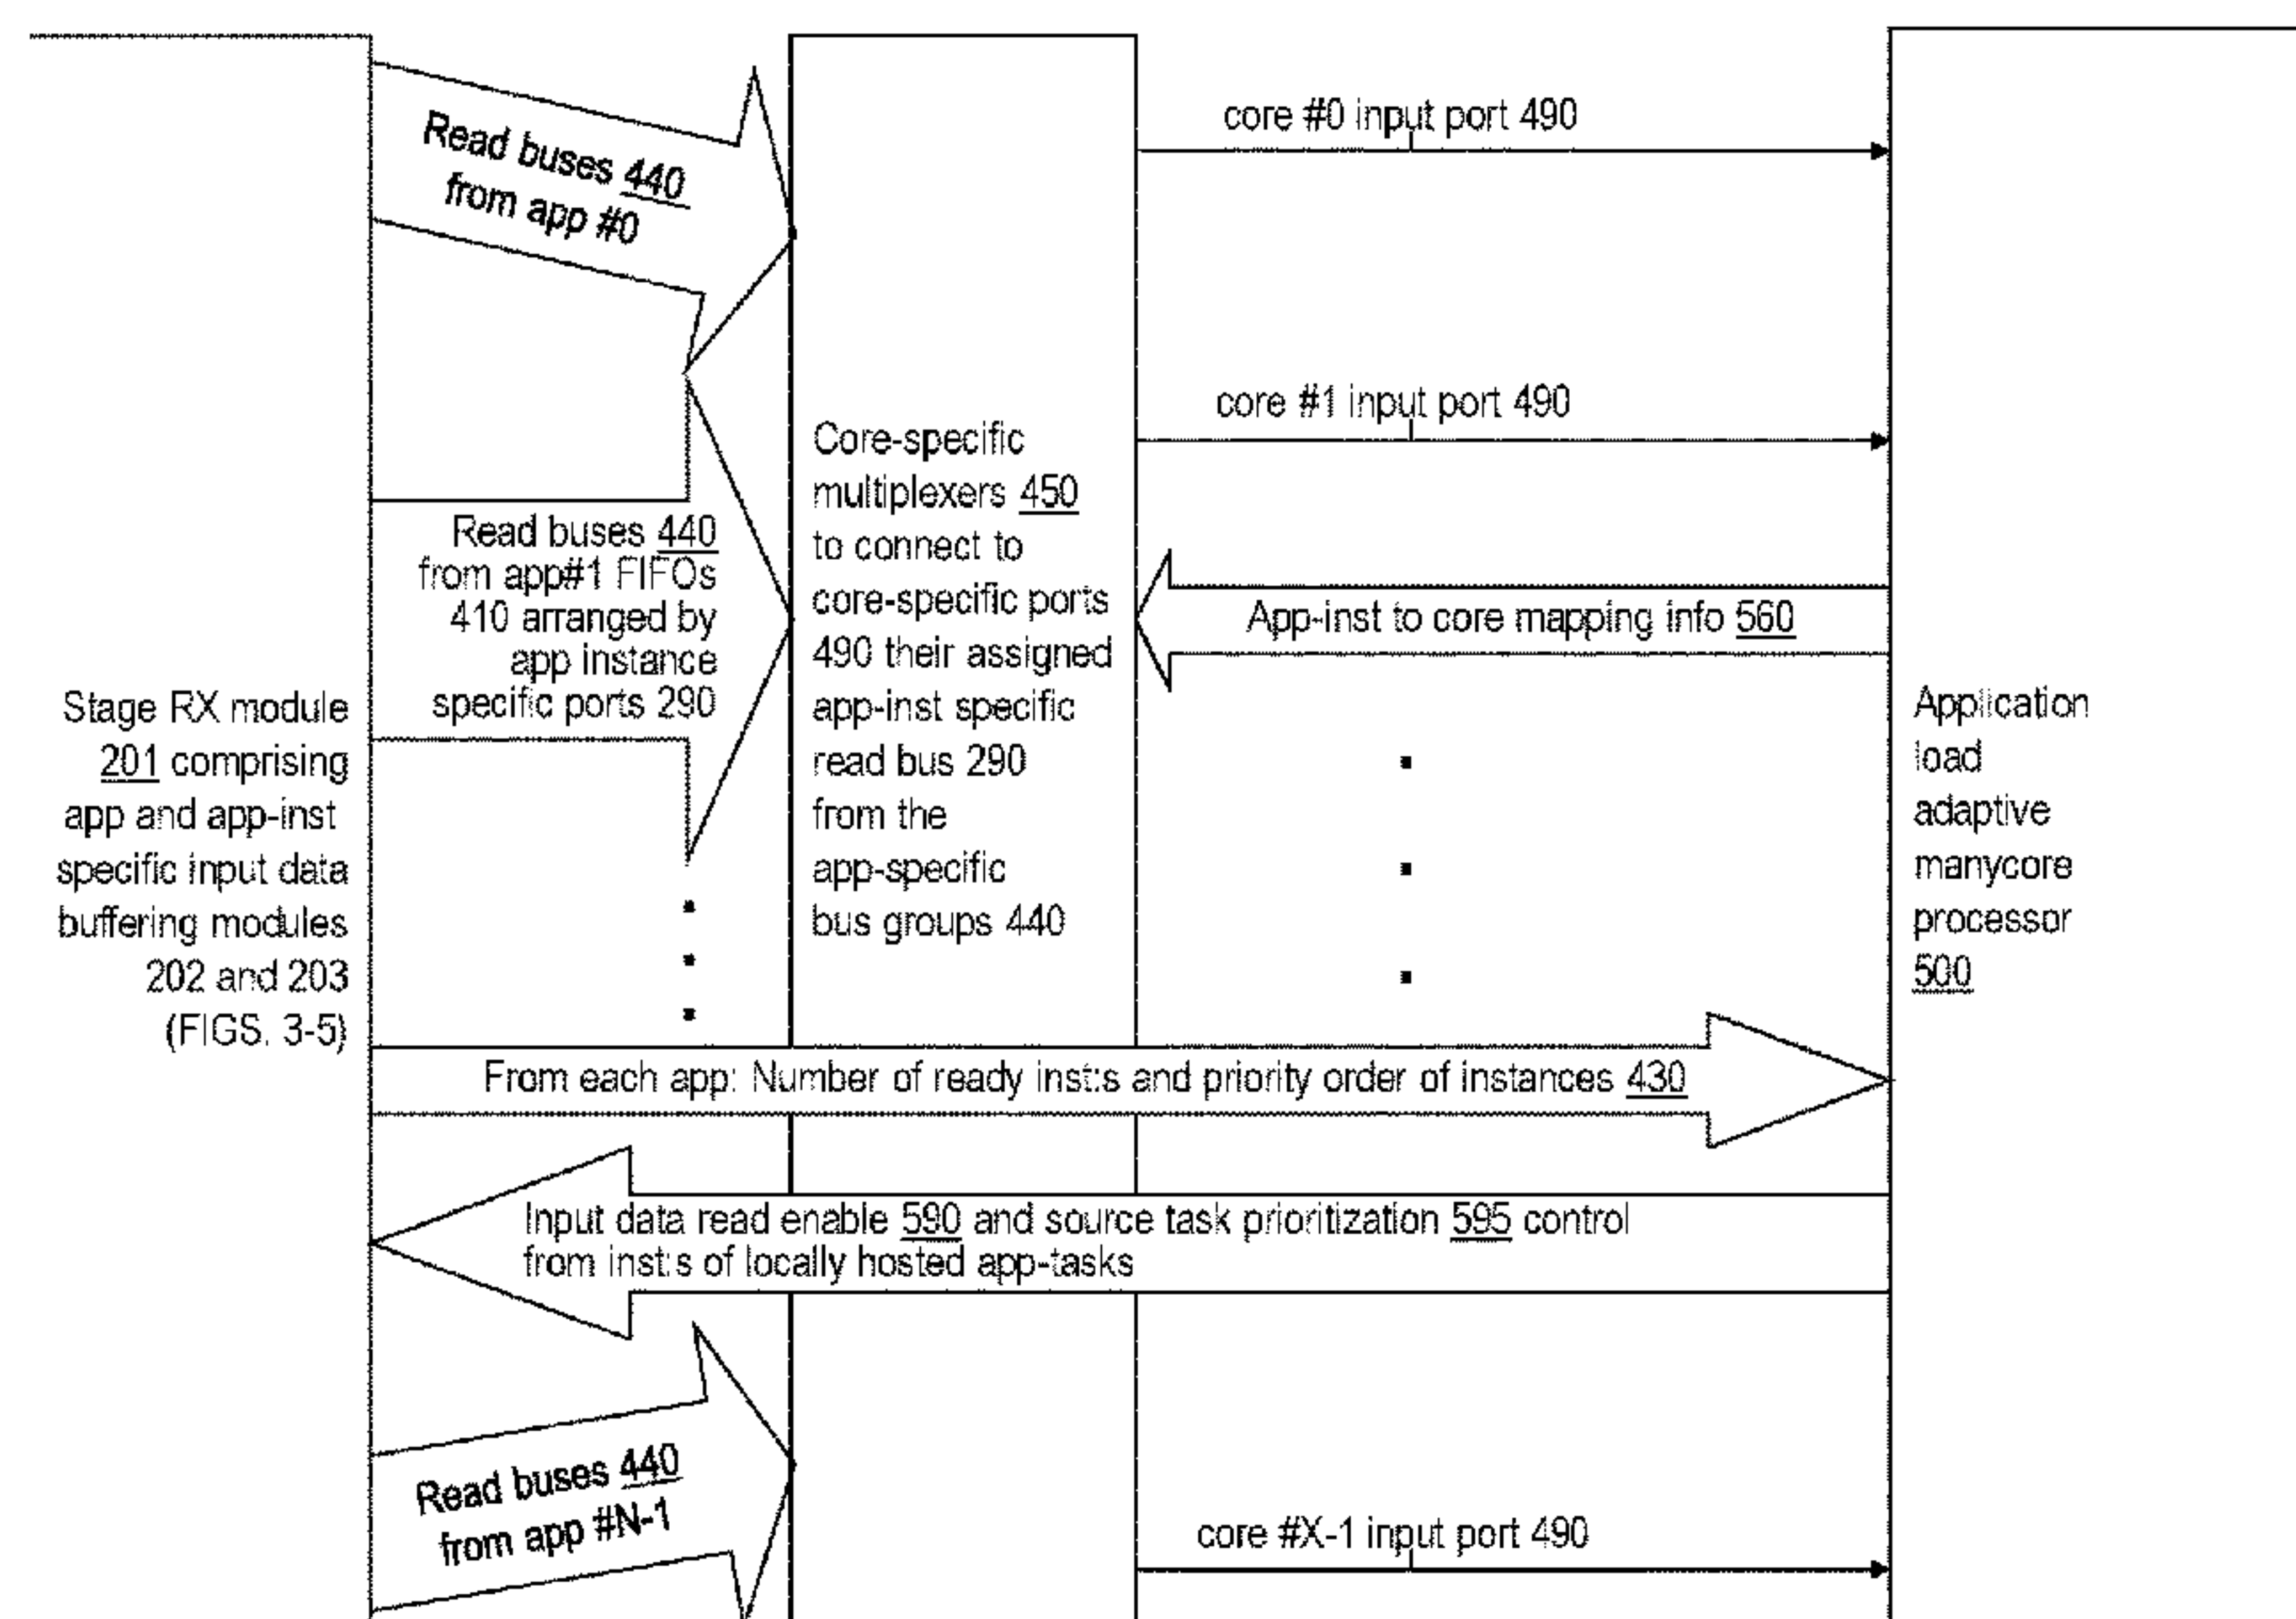 Read buses 440
from app #0
Read buses 440
from app#1 FIFOs
410 arranged by
app instance
specific ports 290
Stage RX module
201 comprising
app and app-inst
specific input data
buffering modules
202 and 203
(FIGS. 3-5)
Core-specific
multiplexers 450
to connect to
core-specific ports
490 their assigned
app-inst specific
read bus 290
from the
app-specific
bus groups 440
core #0 input port 490
core #1 input port 490
App-inst to core mapping info 560
Application
load
adaptive
manycore
processor
500
From each app: Number of ready inst:s and priority order of instances 430
Input data read enable 590 and source task prioritization 595 control
from inst:s of locally hosted app-tasks
Read buses 440
from app #N-1
core #X-1 input port 490